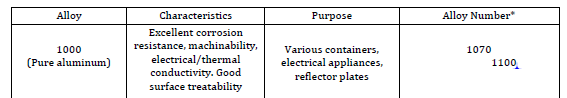 Alloy Characteristics Purpose Alloy Number*
1000
(Pure aluminum)
Excellent corrosion
resistance, machinability,
electrical/thermal
conductivity. Good
surface treatability
Various containers,
electrical appliances,
reflector plates
1070
1100